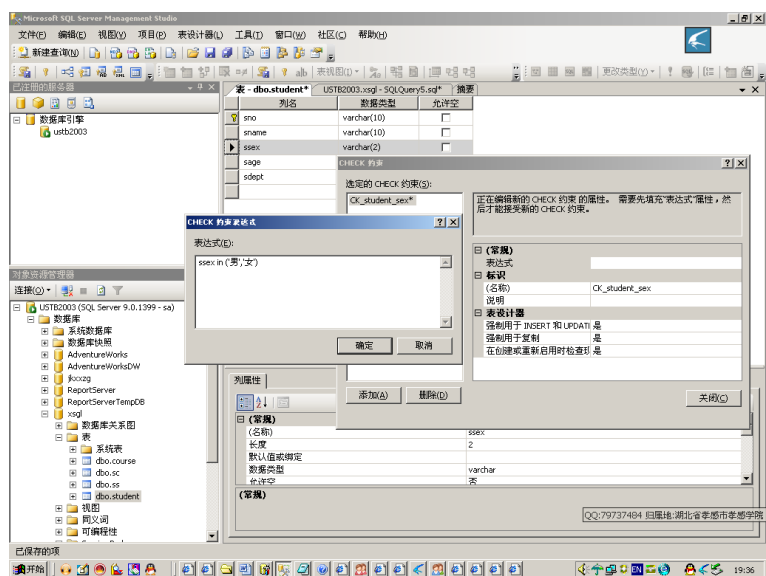 Microsoft SQL Server Management Studio
文件(F) 编辑(E) 视图(V) 项目(P) 表设计器(L) 工具(T) 窗口(W) 社区(C) 帮助(H)
新建查询(N)
表视图(I) 更改类型(Y)
已注册的服务器
数据库引擎
ustb2003
表 - dbo.student* USTB2003.xsgl - SQLQuery5.sql* 摘要
列名 数据类型 允许空
sno varchar(10)
sname varchar(10)
ssex varchar(2)
sage
sdept
CHECK 约束
选定的 CHECK 约束(S):
CK_student_sex*
正在编辑新的 CHECK 约束 的属性。 需要先填充"表达式"属性，然
后才能接受新的 CHECK 约束。
(常规)
表达式
标识
(名称) CK_student_sex
说明
表设计器
强制用于 INSERT 和 UPDATE 是
强制用于复制 是
在创建或重新启用时检查现 是
添加(A) 删除(D) 关闭(C)
CHECK 约束表达式
表达式(E):
ssex in ('男','女')
确定 取消
对象资源管理器
连接(O)
USTB2003 (SQL Server 9.0.1399 - sa)
数据库
系统数据库
数据库快照
AdventureWorks
AdventureWorksDW
jkxxzg
ReportServer
ReportServerTempDB
xsgl
数据库关系图
表
系统表
dbo.course
dbo.sc
dbo.ss
dbo.student
视图
同义词
可编程性
列属性
(常规)
(名称) ssex
长度 2
默认值或绑定
数据类型 varchar
允许空 否
(常规)
QQ:79737484 归属地:湖北省孝感市孝感学院
已保存的项
开始 EN 19:36